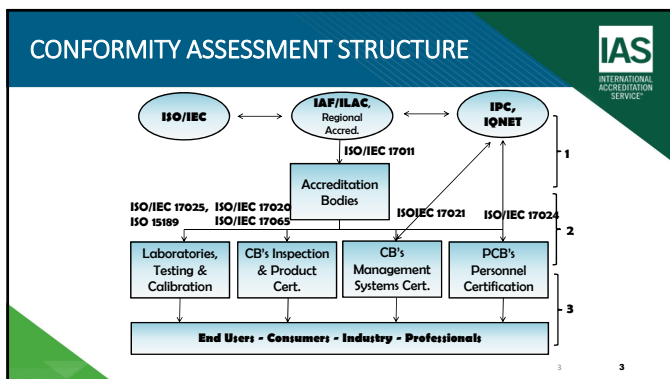 CONFORMITY ASSESSMENT STRUCTURE
IAS
INTERNATIONAL
ACCREDITATION
SERVICE®
ISO/IEC
IAF/ILAC,
Regional
Accred.
IPC,
IQNET
ISO/IEC 17011
1
Accreditation
Bodies
ISO/IEC 17025,
ISO 15189
ISO/IEC 17020
ISO/IEC 17065
ISOIEC 17021
ISO/IEC 17024
2
Laboratories,
Testing &
Calibration
CB's Inspection
& Product
Cert.
CB's
Management
Systems Cert.
PCB's
Personnel
Certification
3
End Users - Consumers - Industry - Professionals
3
3